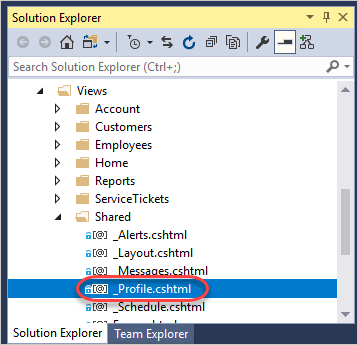 Solution Explorer
Search Solution Explorer (Ctrl+;)
Views
Account
Customers
Employees
Home
Reports
ServiceTickets
Shared
[@] _Alerts.cshtml
[@] _Layout.cshtml
[@] _Messages.cshtml
[@] _Profile.cshtml
[@] _Schedule.cshtml
Solution Explorer Team Explorer